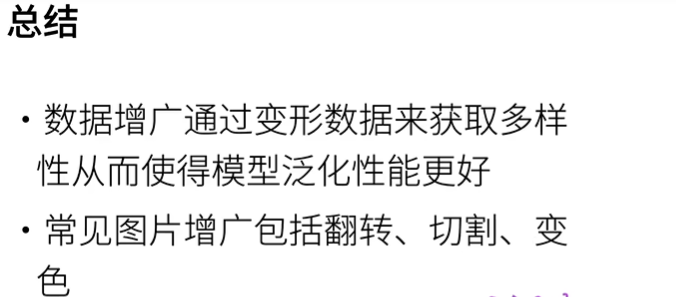 总结
• 数据增广通过变形数据来获取多样
性从而使得模型泛化性能更好
• 常见图片增广包括翻转、切割、变
色